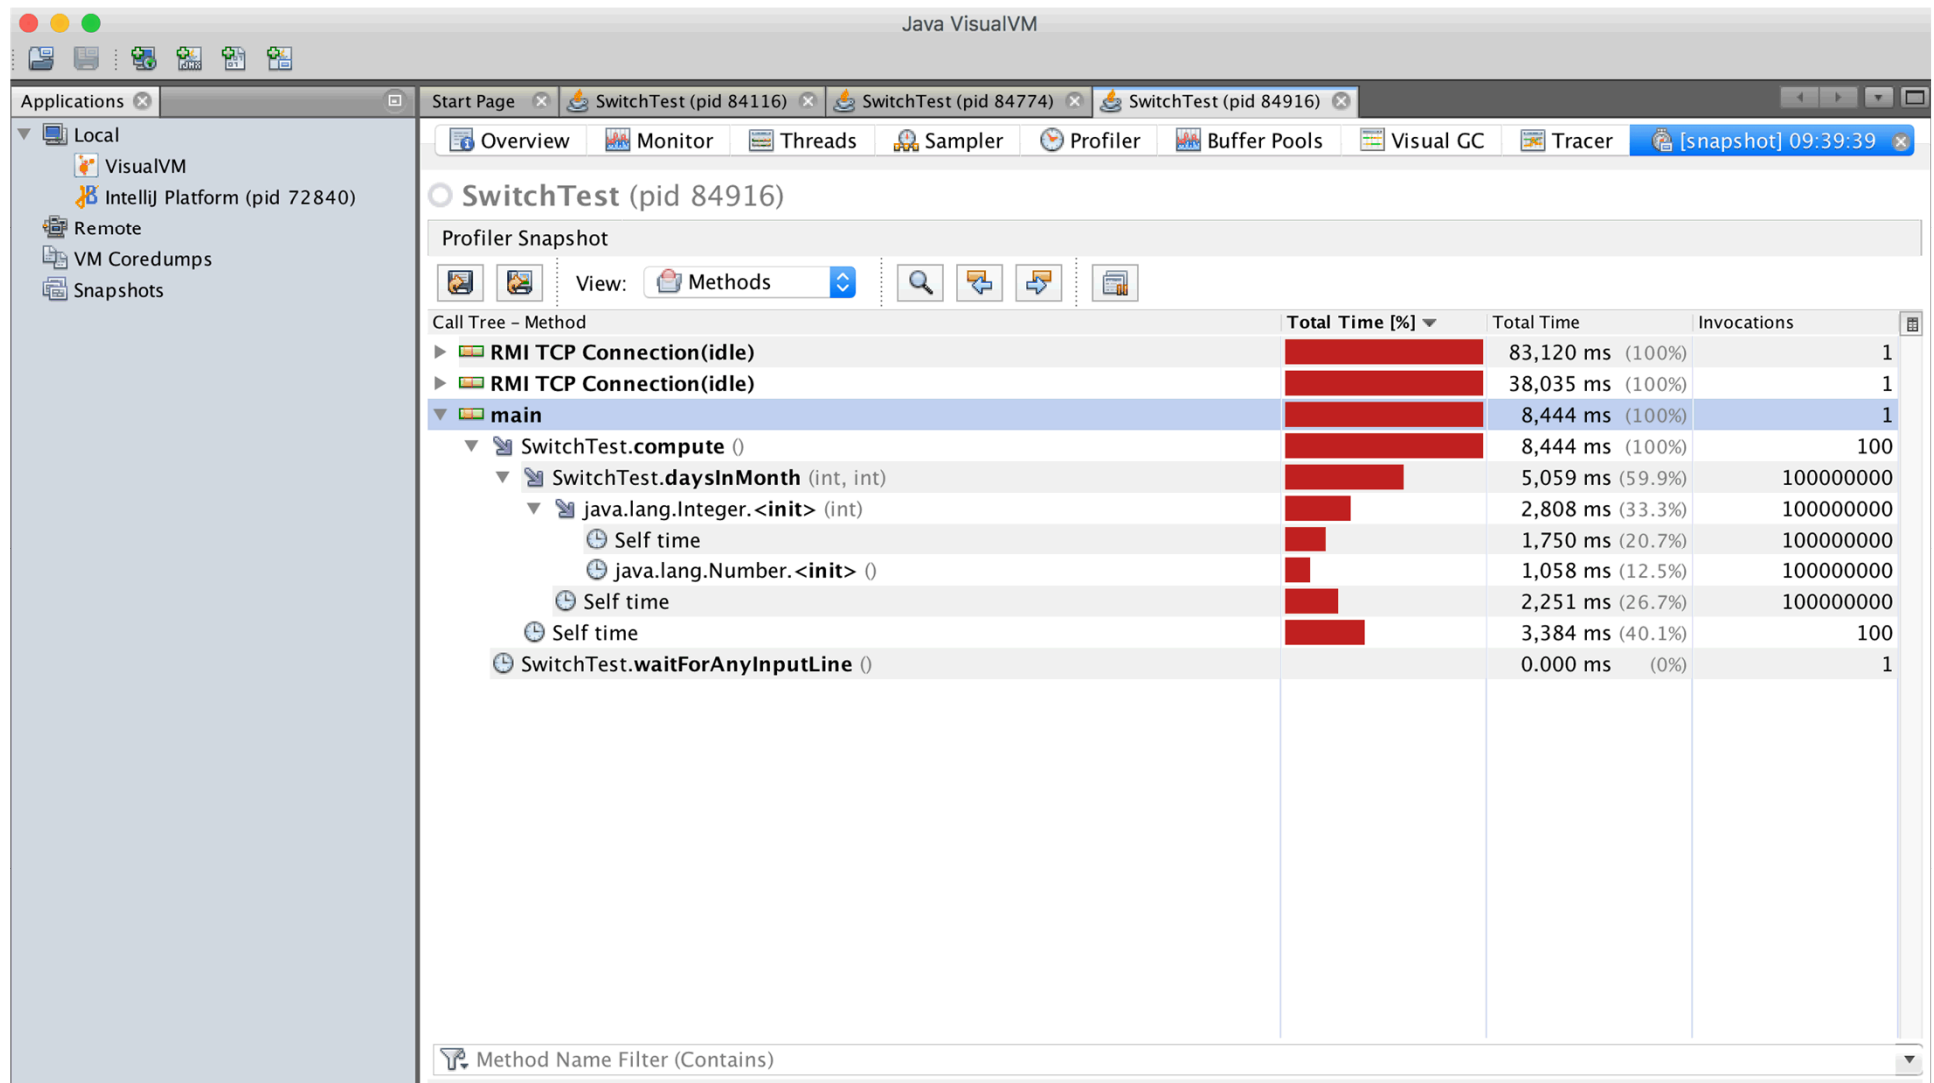 Java VisualVM
Applications
Start Page
SwitchTest (pid 84116)
SwitchTest (pid 84774)
SwitchTest (pid 84916)
Local
VisualVM
IntelliJ Platform (pid 72840)
Remote
VM Coredumps
Snapshots
Overview
Monitor
Threads
Sampler
Profiler
Buffer Pools
Visual GC
Tracer
[snapshot] 09:39:39
SwitchTest (pid 84916)
Profiler Snapshot
View: Methods
Call Tree – Method Total Time [%] Total Time Invocations
RMI TCP Connection(idle) 83,120 ms (100%) 1
RMI TCP Connection(idle) 38,035 ms (100%) 1
main 8,444 ms (100%) 1
SwitchTest.compute () 8,444 ms (100%) 100
SwitchTest.daysInMonth (int, int) 5,059 ms (59.9%) 100000000
java.lang.Integer.<init> (int) 2,808 ms (33.3%) 100000000
Self time 1,750 ms (20.7%) 100000000
java.lang.Number.<init> () 1,058 ms (12.5%) 100000000
Self time 2,251 ms (26.7%) 100000000
Self time 3,384 ms (40.1%) 100
SwitchTest.waitForAnyInputLine () 0.000 ms (0%) 1
Method Name Filter (Contains)